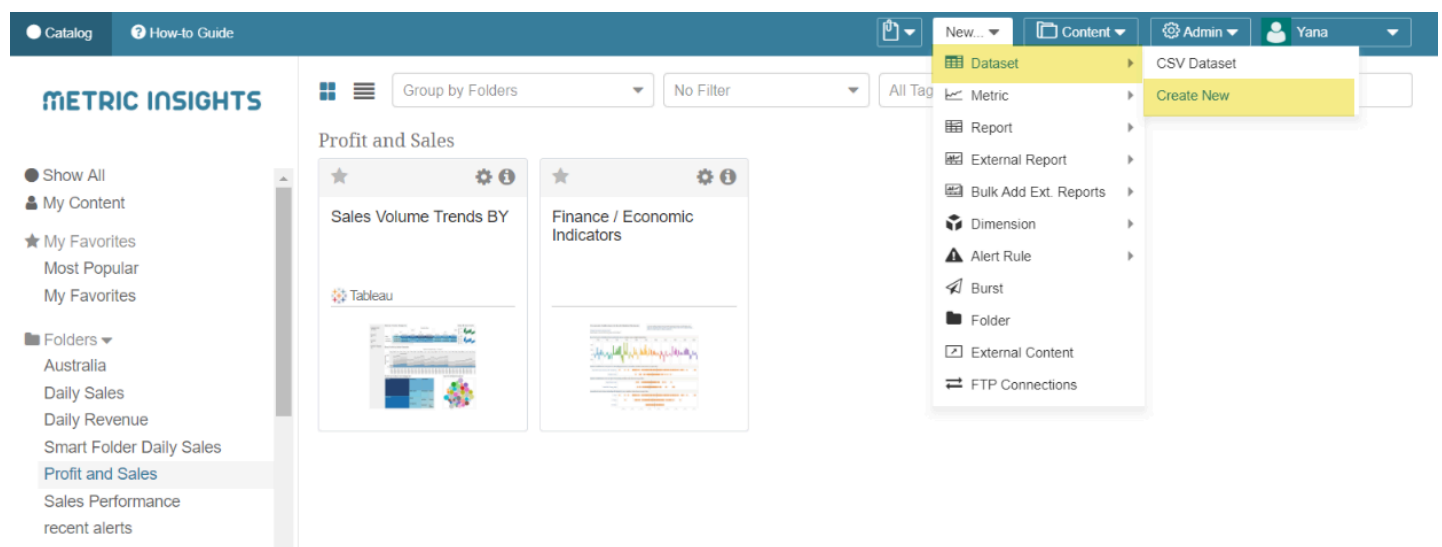 Catalog
How-to Guide
New...
Content
Admin
Yana
METRIC INSIGHTS
Show All
My Content
My Favorites
Most Popular
My Favorites
Folders
Australia
Daily Sales
Daily Revenue
Smart Folder Daily Sales
Profit and Sales
Sales Performance
recent alerts
Group by Folders
No Filter
All Tag
Profit and Sales
Sales Volume Trends BY
Tableau
Finance / Economic
Indicators
Dataset
Metric
Report
External Report
Bulk Add Ext. Reports
Dimension
Alert Rule
Burst
Folder
External Content
FTP Connections
CSV Dataset
Create New